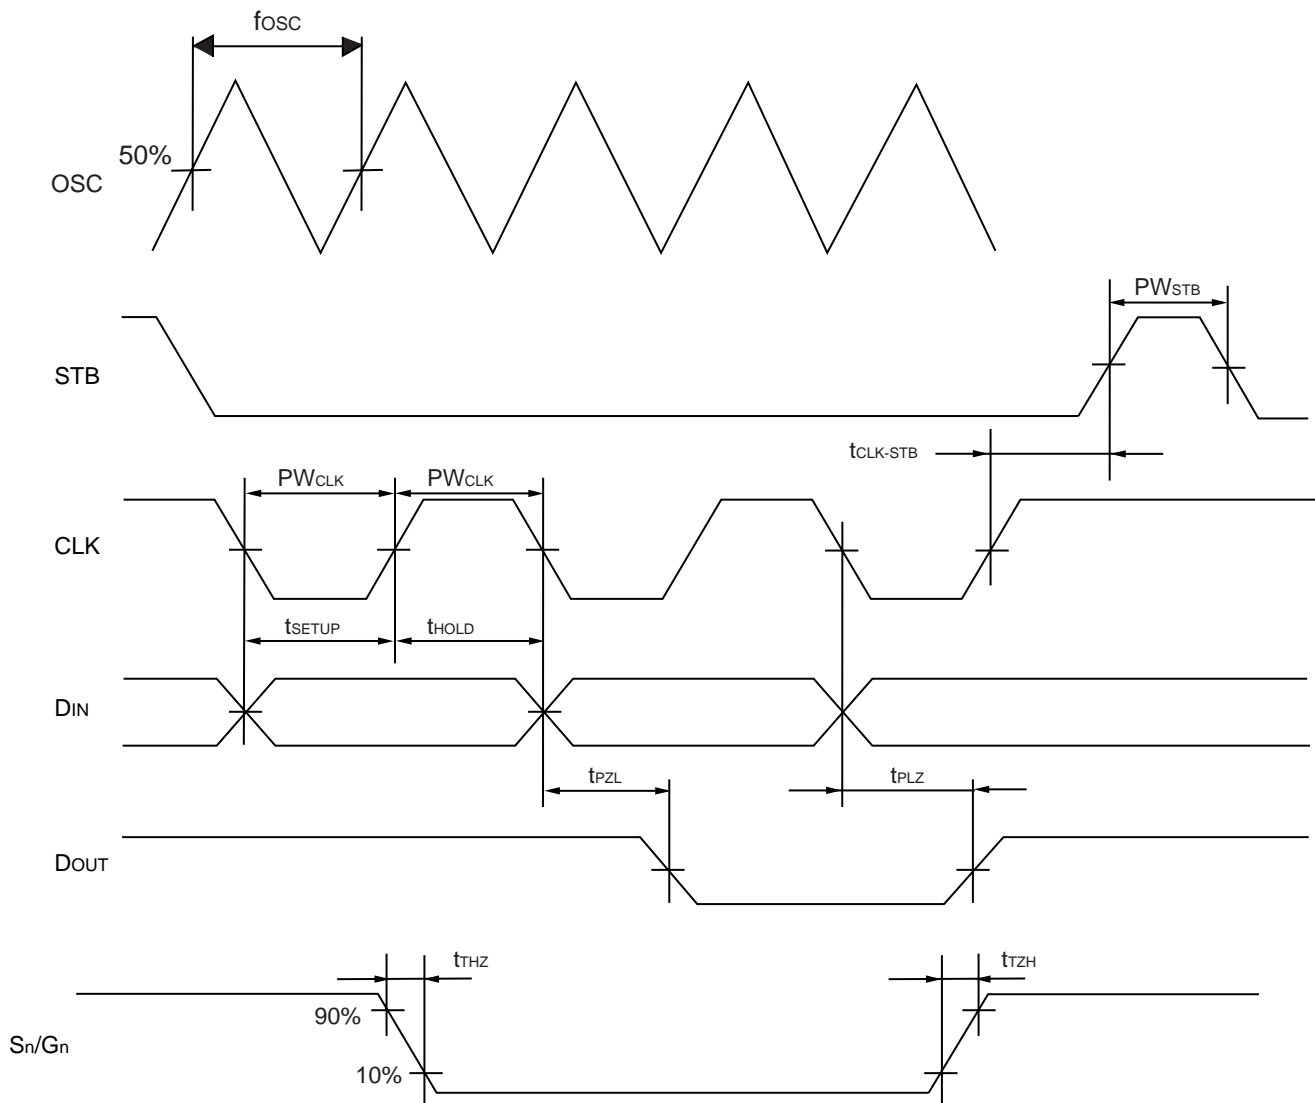 fOSC
50%
OSC
PWSTB
STB
tCLK-STB
PWCLK PWCLK
CLK
tSETUP tHOLD
DIN
tPZL tPLZ
DOUT
tTHZ tTZH
90%
Sn/Gn
10%